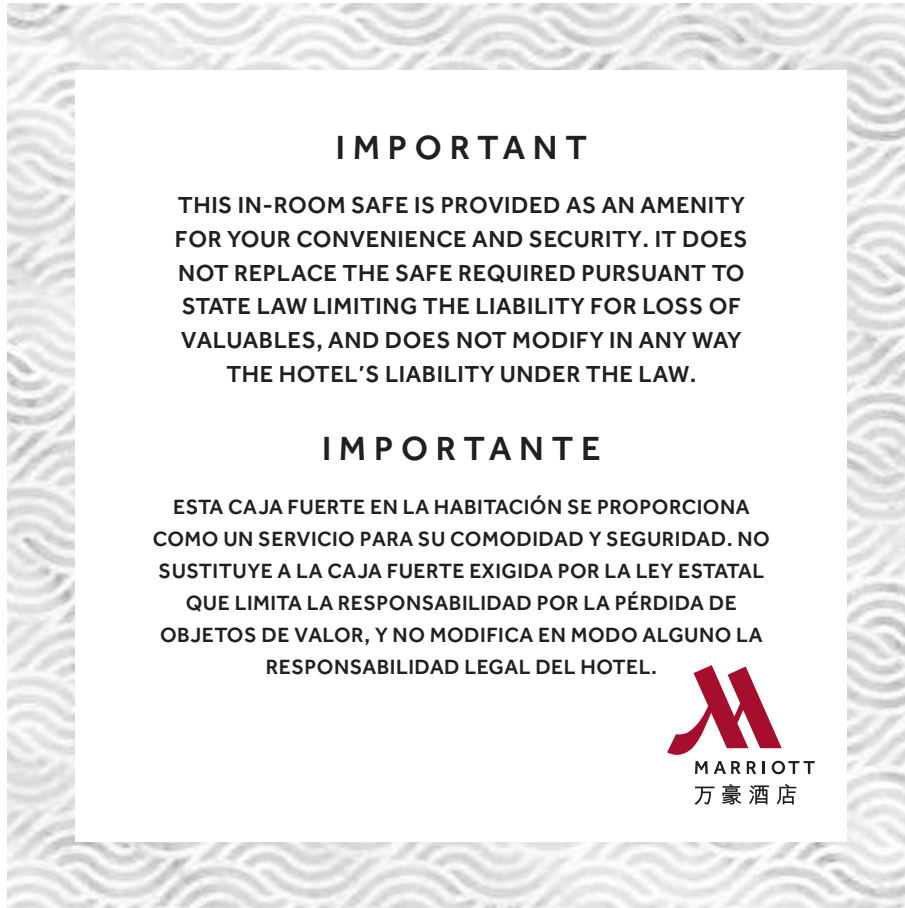 IMPORTANT
THIS IN-ROOM SAFE IS PROVIDED AS AN AMENITY
FOR YOUR CONVENIENCE AND SECURITY. IT DOES
NOT REPLACE THE SAFE REQUIRED PURSUANT TO
STATE LAW LIMITING THE LIABILITY FOR LOSS OF
VALUABLES, AND DOES NOT MODIFY IN ANY WAY
THE HOTEL'S LIABILITY UNDER THE LAW.
IMPORTANTE
ESTA CAJA FUERTE EN LA HABITACIÓN SE PROPORCIONA
COMO UN SERVICIO PARA SU COMODIDAD Y SEGURIDAD. NO
SUSTITUYE A LA CAJA FUERTE EXIGIDA POR LA LEY ESTATAL
QUE LIMITA LA RESPONSABILIDAD POR LA PÉRDIDA DE
OBJETOS DE VALOR, Y NO MODIFICA EN MODO ALGUNO LA
RESPONSABILIDAD LEGAL DEL HOTEL.
MARRIOTT
万豪酒店